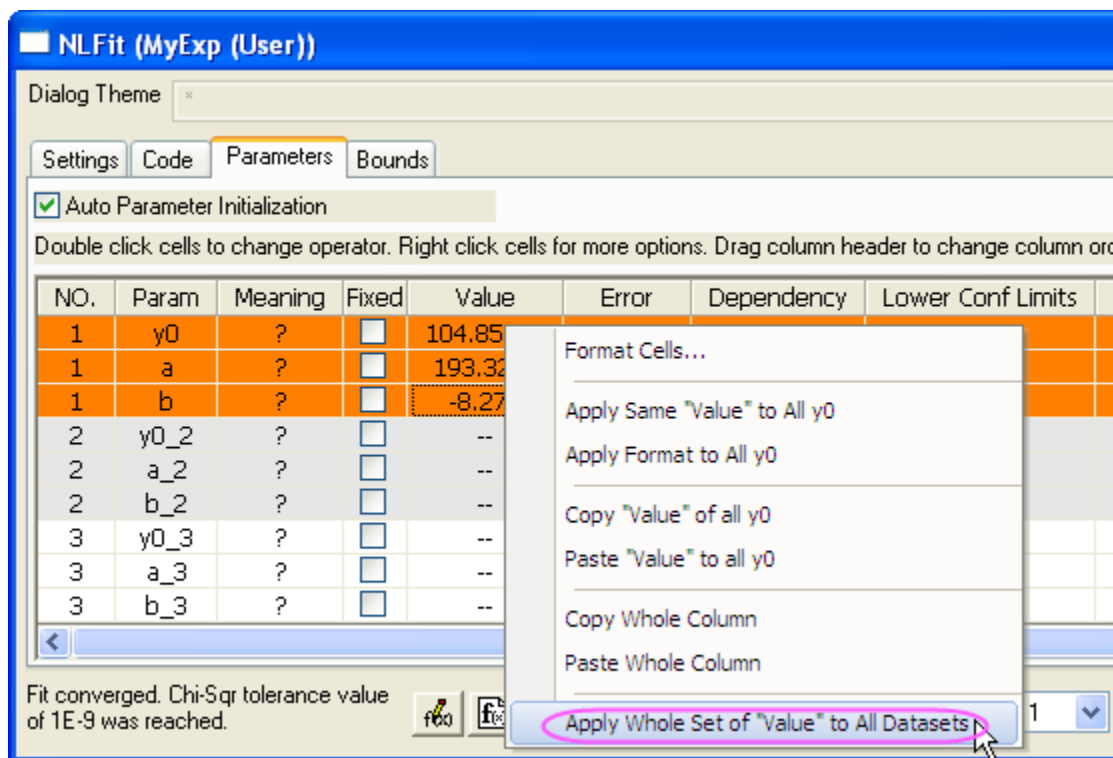 NLFit (MyExp (User))
Dialog Theme *
Settings Code Parameters Bounds
Auto Parameter Initialization
Double click cells to change operator. Right click cells for more options. Drag column header to change column ord
NO. Param Meaning Fixed Value Error Dependency Lower Conf Limits
1 y0 ? 104.85
1 a ? 193.32
1 b ? -8.27
2 y0_2 ? --
2 a_2 ? --
2 b_2 ? --
3 y0_3 ? --
3 a_3 ? --
3 b_3 ? --
Format Cells...
Apply Same "Value" to All y0
Apply Format to All y0
Copy "Value" of all y0
Paste "Value" to all y0
Copy Whole Column
Paste Whole Column
Apply Whole Set of "Value" to All Datasets
Fit converged. Chi-Sqr tolerance value
of 1E-9 was reached.
1